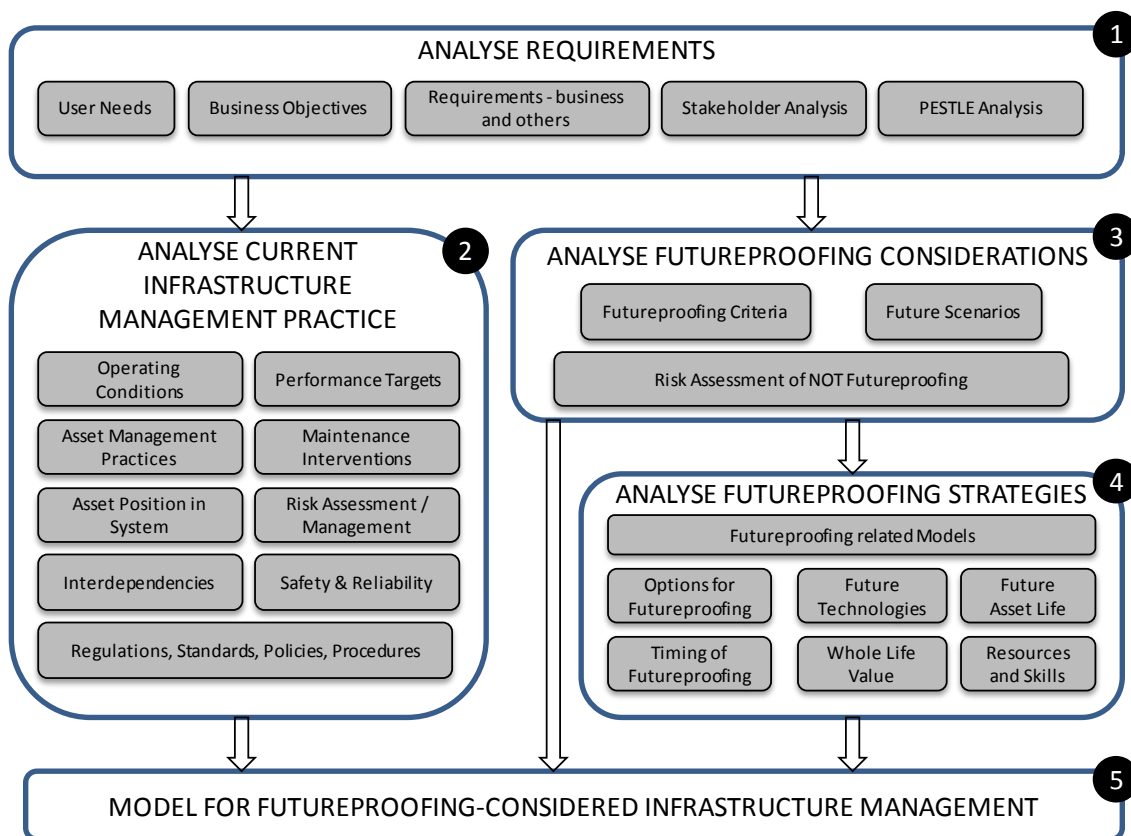 1
ANALYSE REQUIREMENTS
User Needs
Business Objectives
Requirements - business
and others
Stakeholder Analysis
PESTLE Analysis
2
ANALYSE CURRENT
INFRASTRUCTURE
MANAGEMENT PRACTICE
Operating
Conditions
Performance Targets
Asset Management
Practices
Maintenance
Interventions
Asset Position in
System
Risk Assessment /
Management
Interdependencies
Safety & Reliability
Regulations, Standards, Policies, Procedures
3
ANALYSE FUTUREPROOFING CONSIDERATIONS
Futureproofing Criteria
Future Scenarios
Risk Assessment of NOT Futureproofing
4
ANALYSE FUTUREPROOFING STRATEGIES
Futureproofing related Models
Options for
Futureproofing
Future
Technologies
Future
Asset Life
Timing of
Futureproofing
Whole Life
Value
Resources
and Skills
5
MODEL FOR FUTUREPROOFING-CONSIDERED INFRASTRUCTURE MANAGEMENT